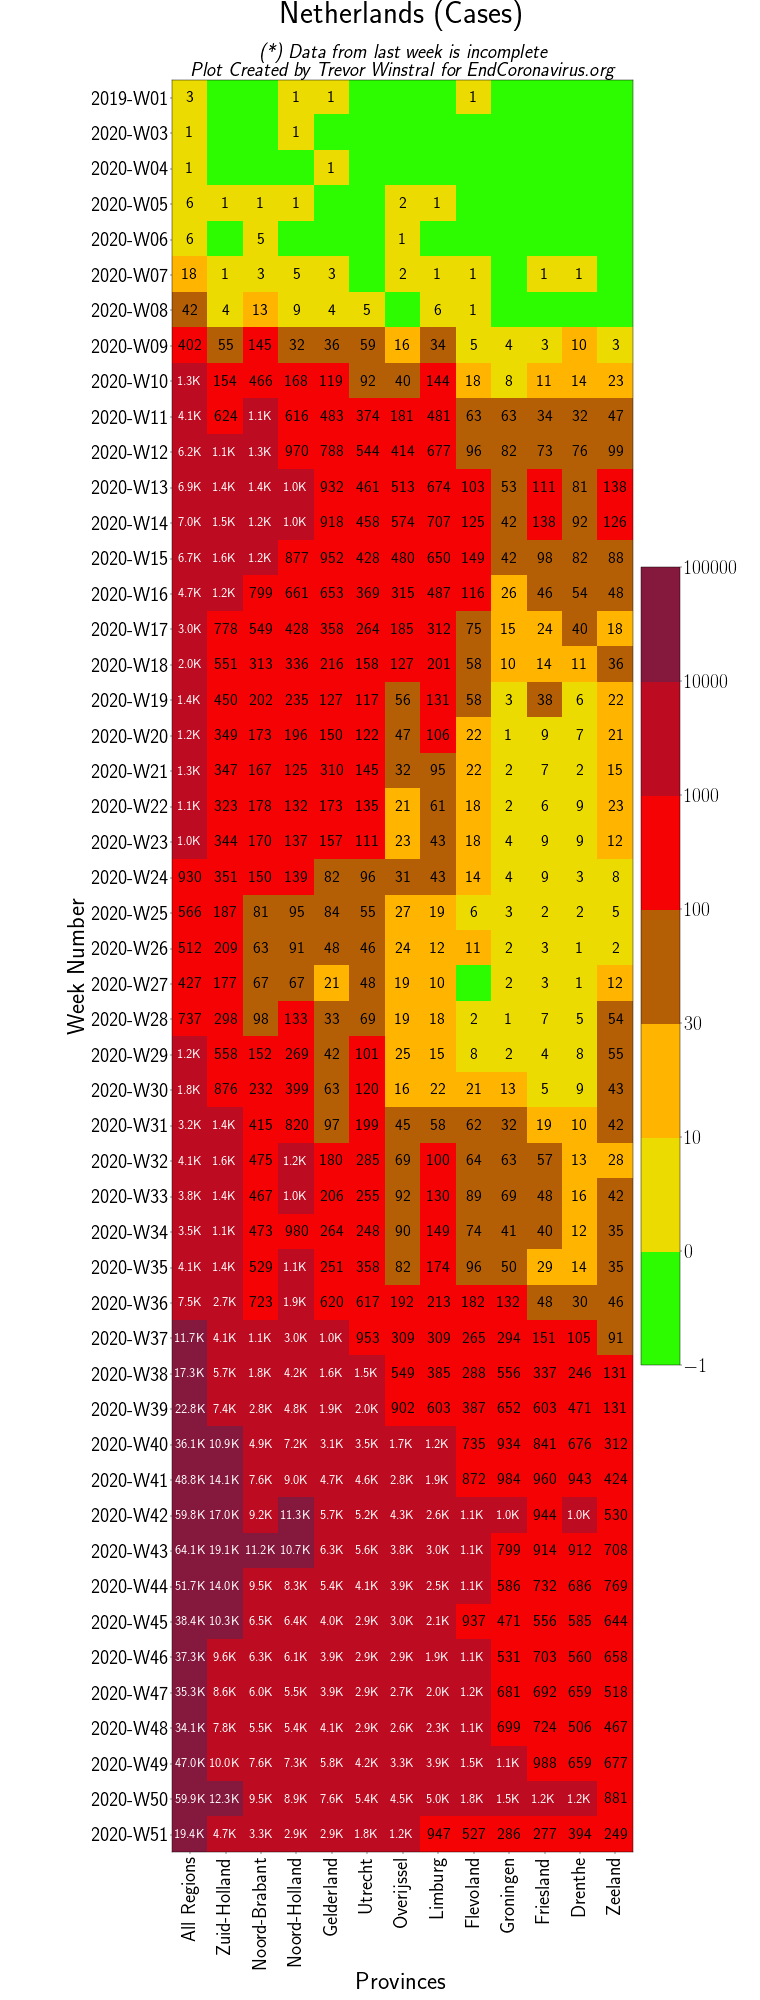 Netherlands (Cases)
(*) Data from last week is incomplete
Plot Created by Trevor Winstral for EndCoronavirus.org
2019-W01 3 1 1 1
2020-W03 1 1
2020-W04 1 1
2020-W05 6 1 1 1 2 1
2020-W06 6 5 1
2020-W07 18 1 3 5 3 2 1 1 1 1
2020-W08 42 4 13 9 4 5 6 1
2020-W09 402 55 145 32 36 59 16 34 5 4 3 10 3
2020-W10 1.3K 154 466 168 119 92 40 144 18 8 11 14 23
2020-W11 4.1K 624 1.1K 616 483 374 181 481 63 63 34 32 47
2020-W12 6.2K 1.1K 1.3K 970 788 544 414 677 96 82 73 76 99
2020-W13 6.9K 1.4K 1.4K 1.0K 932 461 513 674 103 53 111 81 138
2020-W14 7.0K 1.5K 1.2K 1.0K 918 458 574 707 125 42 138 92 126
2020-W15 6.7K 1.6K 1.2K 877 952 428 480 650 149 42 98 82 88
2020-W16 4.7K 1.2K 799 661 653 369 315 487 116 26 46 54 48
2020-W17 3.0K 778 549 428 358 264 185 312 75 15 24 40 18
2020-W18 2.0K 551 313 336 216 158 127 201 58 10 14 11 36
2020-W19 1.4K 450 202 235 127 117 56 131 58 3 38 6 22
2020-W20 1.2K 349 173 196 150 122 47 106 22 1 9 7 21
2020-W21 1.3K 347 167 125 310 145 32 95 22 2 7 2 15
2020-W22 1.1K 323 178 132 173 135 21 61 18 2 6 9 23
2020-W23 1.0K 344 170 137 157 111 23 43 18 4 9 9 12
2020-W24 930 351 150 139 82 96 31 43 14 4 9 3 8
2020-W25 566 187 81 95 84 55 27 19 6 3 2 2 5
2020-W26 512 209 63 91 48 46 24 12 11 2 3 1 2
2020-W27 427 177 67 67 21 48 19 10 2 3 1 12
2020-W28 737 298 98 133 33 69 19 18 2 1 7 5 54
2020-W29 1.2K 558 152 269 42 101 25 15 8 2 4 8 55
2020-W30 1.8K 876 232 399 63 120 16 22 21 13 5 9 43
2020-W31 3.2K 1.4K 415 820 97 199 45 58 62 32 19 10 42
2020-W32 4.1K 1.6K 475 1.2K 180 285 69 100 64 63 57 13 28
2020-W33 3.8K 1.4K 467 1.0K 206 255 92 130 89 69 48 16 42
2020-W34 3.5K 1.1K 473 980 264 248 90 149 74 41 40 12 35
2020-W35 4.1K 1.4K 529 1.1K 251 358 82 174 96 50 29 14 35
2020-W36 7.5K 2.7K 723 1.9K 620 617 192 213 182 132 48 30 46
2020-W37 11.7K 4.1K 1.1K 3.0K 1.0K 953 309 309 265 294 151 105 91
2020-W38 17.3K 5.7K 1.8K 4.2K 1.6K 1.5K 549 385 288 556 337 246 131
2020-W39 22.8K 7.4K 2.8K 4.8K 1.9K 2.0K 902 603 387 652 603 471 131
2020-W40 36.1K 10.9K 4.9K 7.2K 3.1K 3.5K 1.7K 1.2K 735 934 841 676 312
2020-W41 48.8K 14.1K 7.6K 9.0K 4.7K 4.6K 2.8K 1.9K 872 984 960 943 424
2020-W42 59.8K 17.0K 9.2K 11.3K 5.7K 5.2K 4.3K 2.6K 1.1K 1.0K 944 1.0K 530
2020-W43 64.1K 19.1K 11.2K 10.7K 6.3K 5.6K 3.8K 3.0K 1.1K 799 914 912 708
2020-W44 51.7K 14.0K 9.5K 8.3K 5.4K 4.1K 3.9K 2.5K 1.1K 586 732 686 769
2020-W45 38.4K 10.3K 6.5K 6.4K 4.0K 2.9K 3.0K 2.1K 937 471 556 585 644
2020-W46 37.3K 9.6K 6.3K 6.1K 3.9K 2.9K 2.9K 1.9K 1.1K 531 703 560 658
2020-W47 35.3K 8.6K 6.0K 5.5K 3.9K 2.9K 2.7K 2.0K 1.2K 681 692 659 518
2020-W48 34.1K 7.8K 5.5K 5.4K 4.1K 2.9K 2.6K 2.3K 1.1K 699 724 506 467
2020-W49 47.0K 10.0K 7.6K 7.3K 5.8K 4.2K 3.3K 3.9K 1.5K 1.1K 988 659 677
2020-W50 59.9K 12.3K 9.5K 8.9K 7.6K 5.4K 4.5K 5.0K 1.8K 1.5K 1.2K 1.2K 881
2020-W51 19.4K 4.7K 3.3K 2.9K 2.9K 1.8K 1.2K 947 527 286 277 394 249
Week Number
All Regions
Zuid-Holland
Noord-Brabant
Noord-Holland
Gelderland
Utrecht
Overijssel
Limburg
Flevoland
Groningen
Friesland
Drenthe
Zeeland
Provinces
100000
10000
1000
100
30
10
0
−1